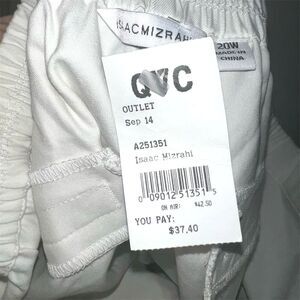 ISAACMIZRAHI
20W
MADE IN
CHINA
QVC
OUTLET
Sep 14
A251351
Isaac Mizrahi
0 09012 51351 5
ON AIR: $42.50
YOU PAY:
$37.40